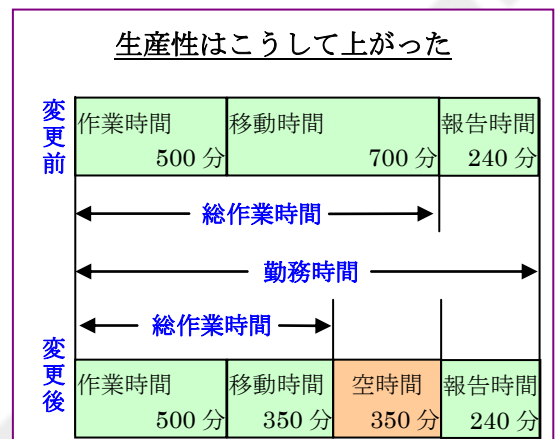 生産性はこうして上がった
変更前
作業時間 移動時間 報告時間
500 分 700 分 240 分
総作業時間
勤務時間
総作業時間
変更後
作業時間 移動時間 空時間 報告時間
500 分 350 分 350 分 240 分